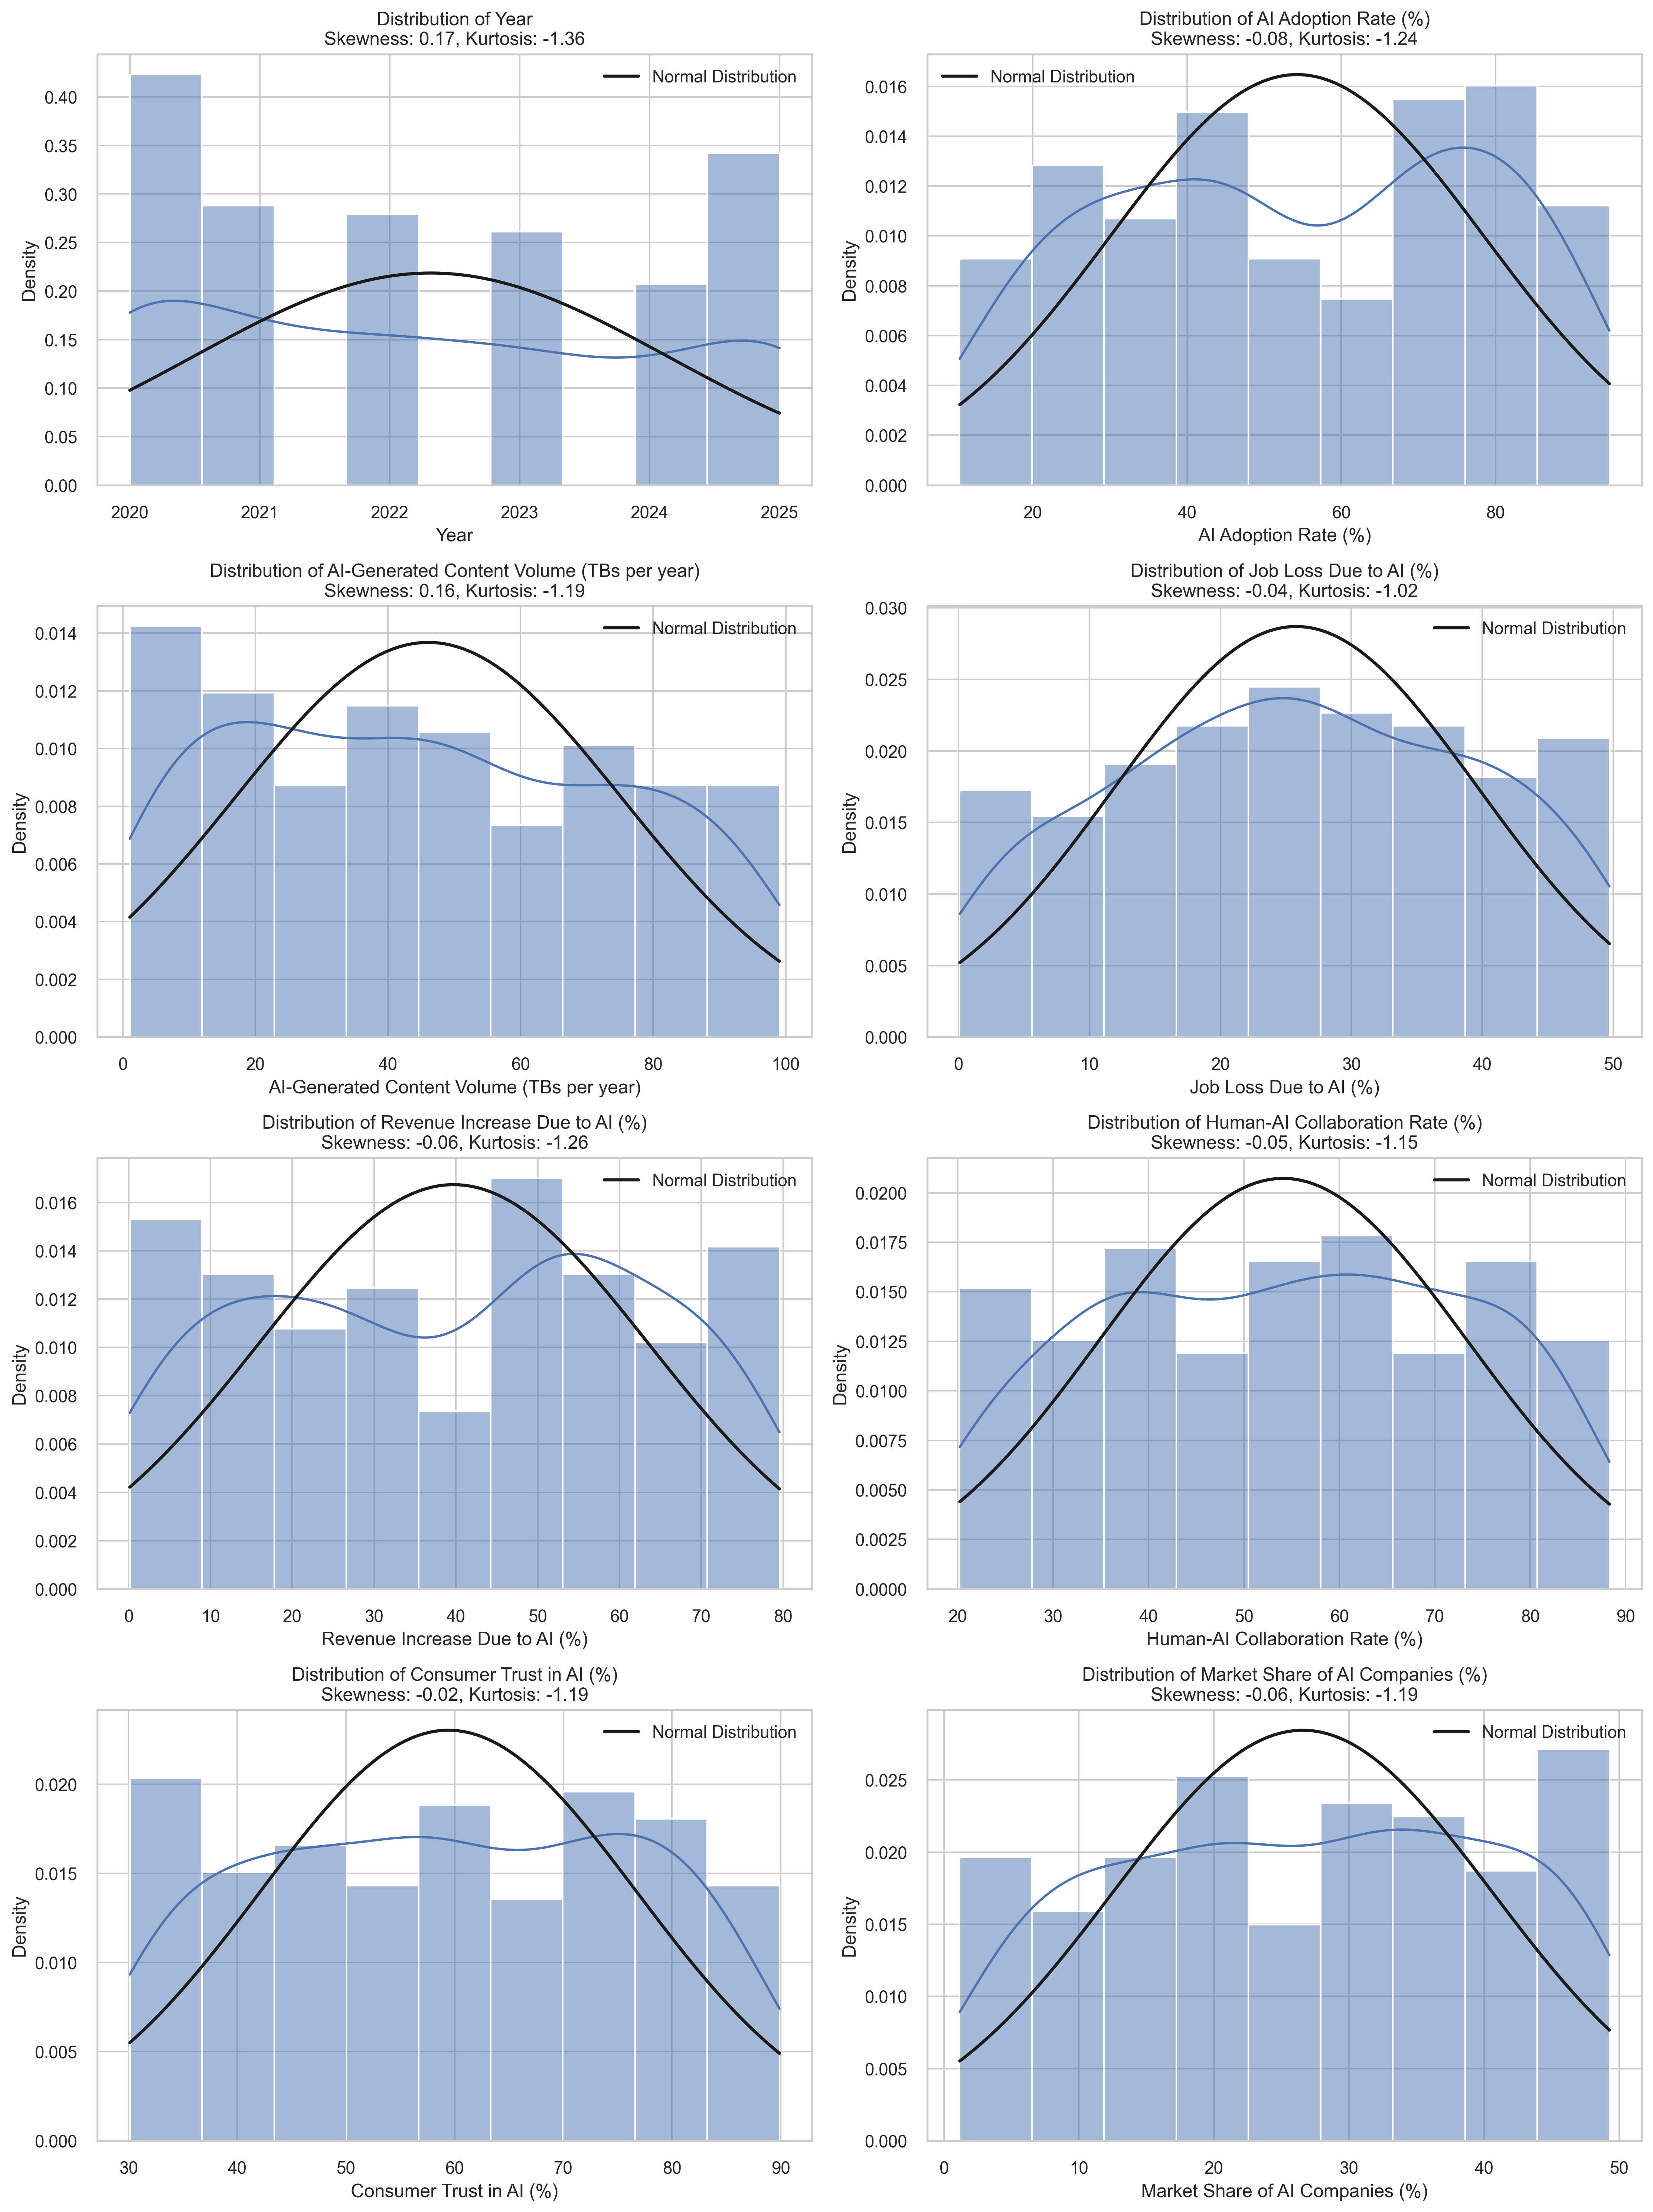 Distribution of Year
Skewness: 0.17, Kurtosis: -1.36
Normal Distribution
0.40
0.35
0.30
0.25
0.20
0.15
0.10
0.05
0.00
Density
2020 2021 2022 2023 2024 2025
Year
Distribution of AI Adoption Rate (%)
Skewness: -0.08, Kurtosis: -1.24
Normal Distribution
0.016
0.014
0.012
0.010
0.008
0.006
0.004
0.002
0.000
Density
20 40 60 80
AI Adoption Rate (%)
Distribution of AI-Generated Content Volume (TBs per year)
Skewness: 0.16, Kurtosis: -1.19
Normal Distribution
0.014
0.012
0.010
0.008
0.006
0.004
0.002
0.000
Density
0 20 40 60 80 100
AI-Generated Content Volume (TBs per year)
Distribution of Job Loss Due to AI (%)
Skewness: -0.04, Kurtosis: -1.02
Normal Distribution
0.030
0.025
0.020
0.015
0.010
0.005
0.000
Density
0 10 20 30 40 50
Job Loss Due to AI (%)
Distribution of Revenue Increase Due to AI (%)
Skewness: -0.06, Kurtosis: -1.26
Normal Distribution
0.016
0.014
0.012
0.010
0.008
0.006
0.004
0.002
0.000
Density
0 10 20 30 40 50 60 70 80
Revenue Increase Due to AI (%)
Distribution of Human-AI Collaboration Rate (%)
Skewness: -0.05, Kurtosis: -1.15
Normal Distribution
0.0200
0.0175
0.0150
0.0125
0.0100
0.0075
0.0050
0.0025
0.0000
Density
20 30 40 50 60 70 80 90
Human-AI Collaboration Rate (%)
Distribution of Consumer Trust in AI (%)
Skewness: -0.02, Kurtosis: -1.19
Normal Distribution
0.020
0.015
0.010
0.005
0.000
Density
30 40 50 60 70 80 90
Consumer Trust in AI (%)
Distribution of Market Share of AI Companies (%)
Skewness: -0.06, Kurtosis: -1.19
Normal Distribution
0.025
0.020
0.015
0.010
0.005
0.000
Density
0 10 20 30 40 50
Market Share of AI Companies (%)